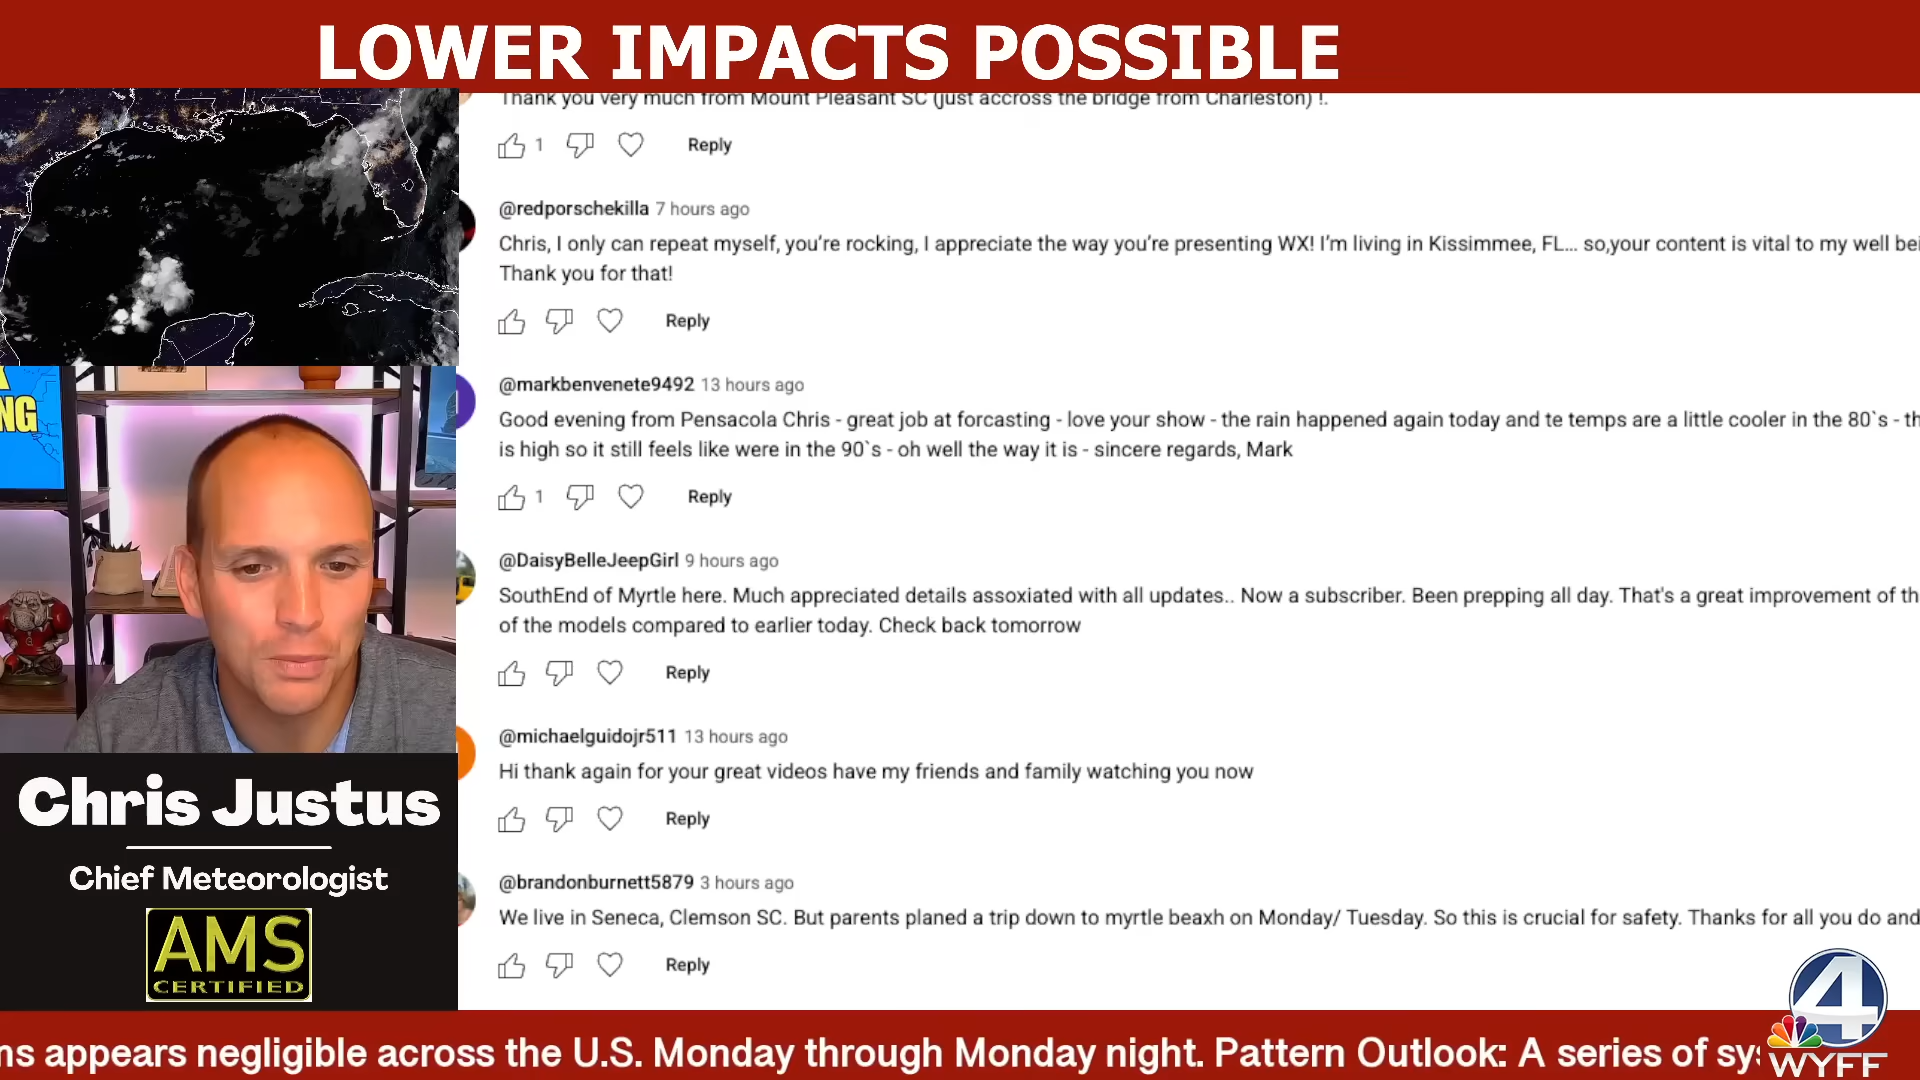 LOWER IMPACTS POSSIBLE
Thank you very much from Mount Pleasant SC (just accross the bridge from Charleston) !.
1 Reply
@redporschekilla 7 hours ago
Chris, I only can repeat myself, you're rocking, I appreciate the way you're presenting WX! I'm living in Kissimmee, FL... so,your content is vital to my well
Thank you for that!
Reply
@markbenvenete9492 13 hours ago
Good evening from Pensacola Chris - great job at forcasting - love your show - the rain happened again today and te temps are a little cooler in the 80`s -
is high so it still feels like were in the 90`s - oh well the way it is - sincere regards, Mark
1 Reply
@DaisyBelleJeepGirl 9 hours ago
SouthEnd of Myrtle here. Much appreciated details assoxiated with all updates.. Now a subscriber. Been prepping all day. That's a great improvement of
of the models compared to earlier today. Check back tomorrow
Reply
@michaelguidojr511 13 hours ago
Hi thank again for your great videos have my friends and family watching you now
Reply
@brandonburnett5879 3 hours ago
We live in Seneca, Clemson SC. But parents planed a trip down to myrtle beaxh on Monday/ Tuesday. So this is crucial for safety. Thanks for all you do and
Reply
NG
Chris Justus
Chief Meteorologist
AMS
CERTIFIED
ms appears negligible across the U.S. Monday through Monday night. Pattern Outlook: A series of
4
WYFF